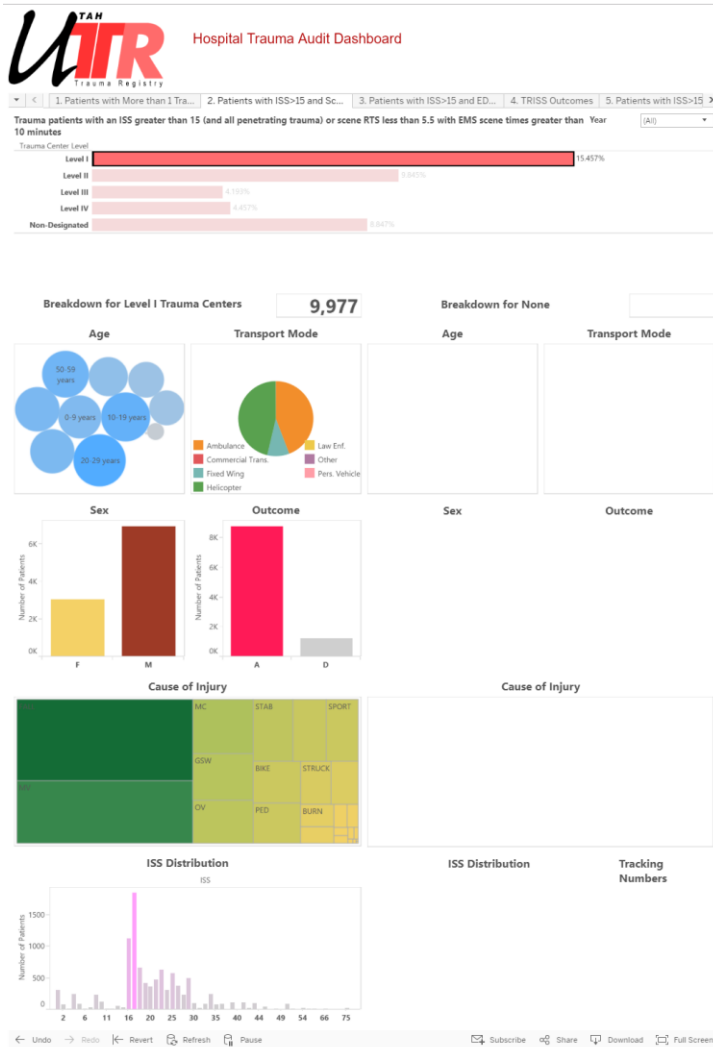 UTAH
TR
Trauma Registry
Hospital Trauma Audit Dashboard
1. Patients with More than 1 Tra...
2. Patients with ISS>15 and Sc...
3. Patients with ISS>15 and ED...
4. TRISS Outcomes
5. Patients with ISS>15
Trauma patients with an ISS greater than 15 (and all penetrating trauma) or scene RTS less than 5.5 with EMS scene times greater than 10 minutes
Year
(All)
Trauma Center Level
Level I
15.457%
Level II
9.845%
Level III
4.193%
Level IV
4.457%
Non-Designated
8.847%
Breakdown for Level I Trauma Centers
9,977
Breakdown for None
Age
Transport Mode
Age
Transport Mode
50-59 years
0-9 years
10-19 years
20-29 years
Ambulance
Commercial Trans.
Fixed Wing
Helicopter
Law Enf.
Other
Pers. Vehicle
Sex
Outcome
Sex
Outcome
Number of Patients
6K
4K
2K
0K
F
M
Number of Patients
8K
6K
4K
2K
0K
A
D
Cause of Injury
Cause of Injury
MC
STAB
SPORT
GSW
BIKE
STRUCK
OV
PED
BURN
ISS Distribution
ISS Distribution
Tracking Numbers
ISS
Number of Patients
1500
1000
500
0
2 6 11 16 20 25 30 35 40 44 49 54 66 75
Undo
Redo
Revert
Refresh
Pause
Subscribe
Share
Download
Full Screen